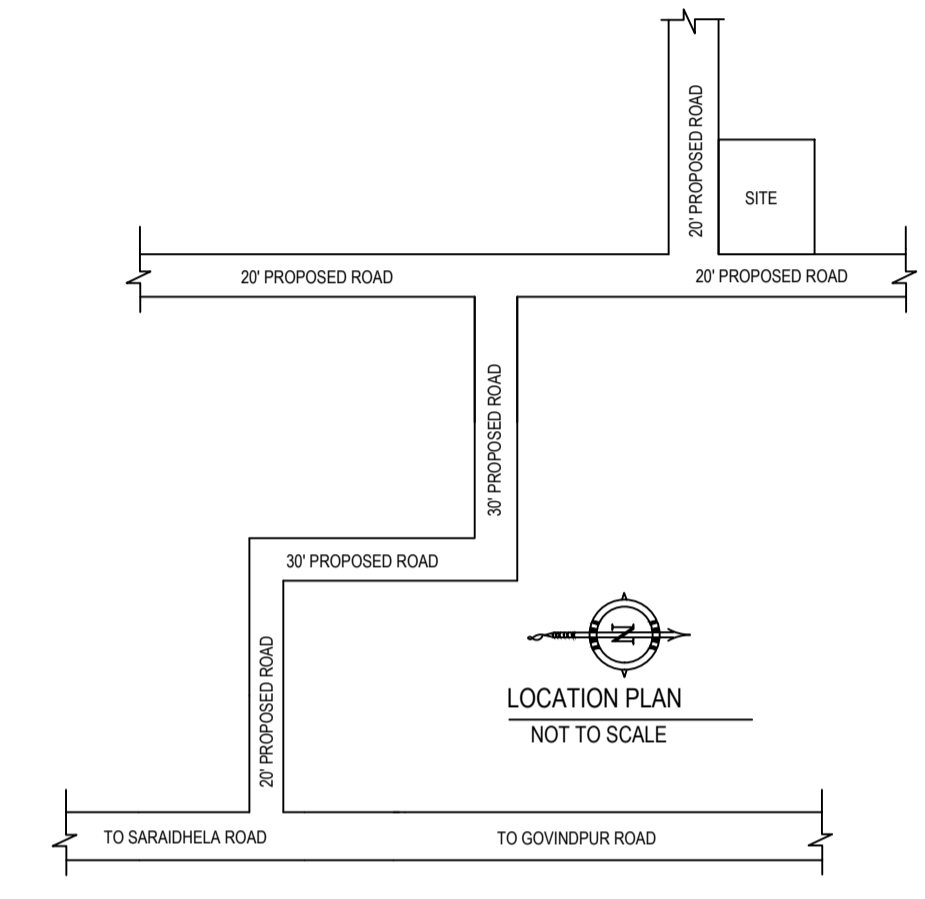 20' PROPOSED ROAD
SITE
20' PROPOSED ROAD
20' PROPOSED ROAD
30' PROPOSED ROAD
30' PROPOSED ROAD
20' PROPOSED ROAD
N
LOCATION PLAN
NOT TO SCALE
TO SARAIDHELA ROAD
TO GOVINDPUR ROAD